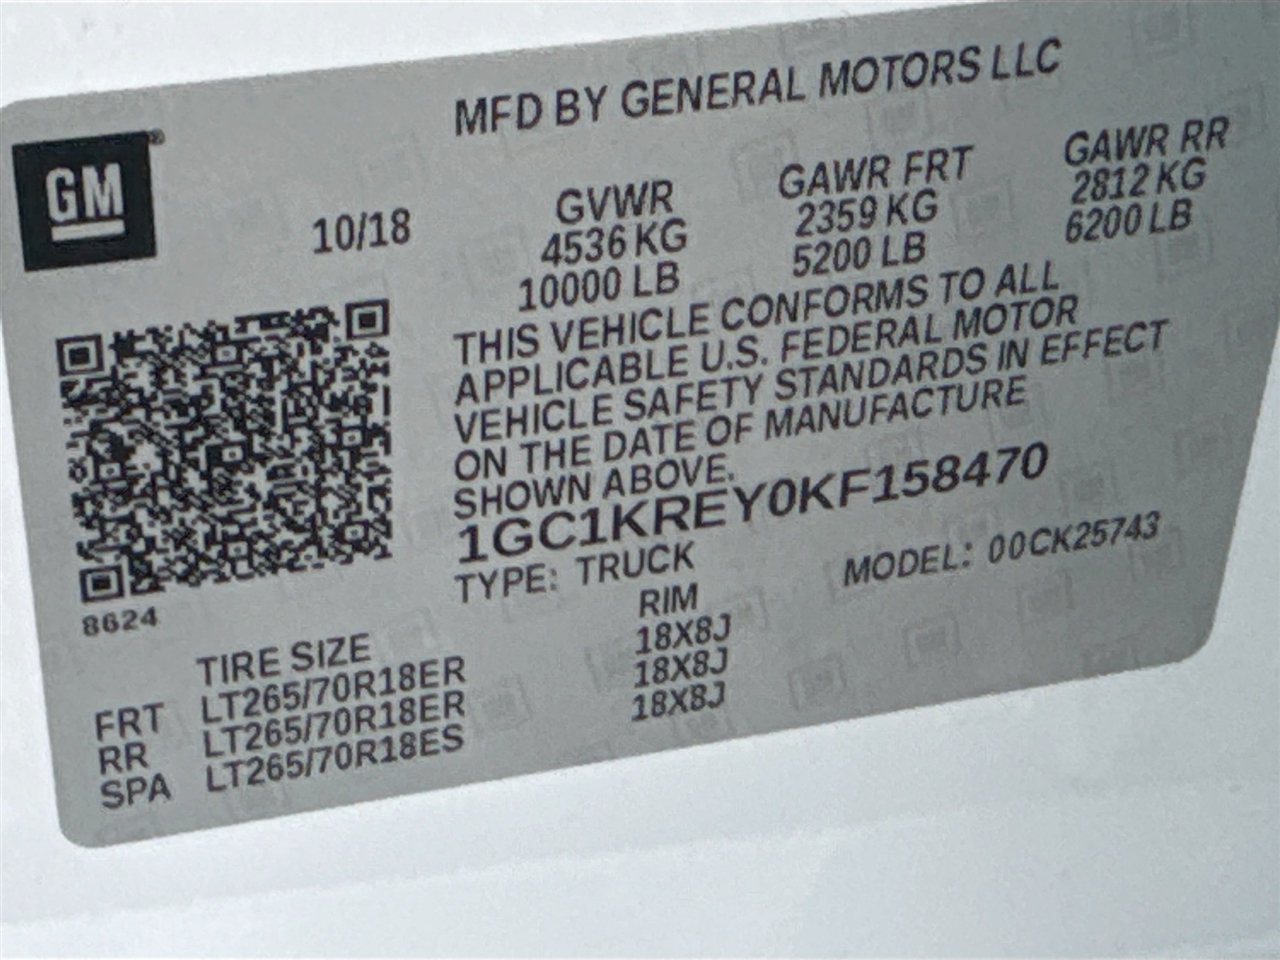 MFD BY GENERAL MOTORS LLC
GM
10/18
GVWR GAWR FRT GAWR RR
4536 KG 2359 KG 2812 KG
10000 LB 5200 LB 6200 LB
THIS VEHICLE CONFORMS TO ALL
APPLICABLE U.S. FEDERAL MOTOR
VEHICLE SAFETY STANDARDS IN EFFECT
ON THE DATE OF MANUFACTURE
SHOWN ABOVE.
1GC1KREY0KF158470
TYPE: TRUCK MODEL: 00CK25743
8624
TIRE SIZE RIM
FRT LT265/70R18ER 18X8J
RR LT265/70R18ER 18X8J
SPA LT265/70R18ES 18X8J